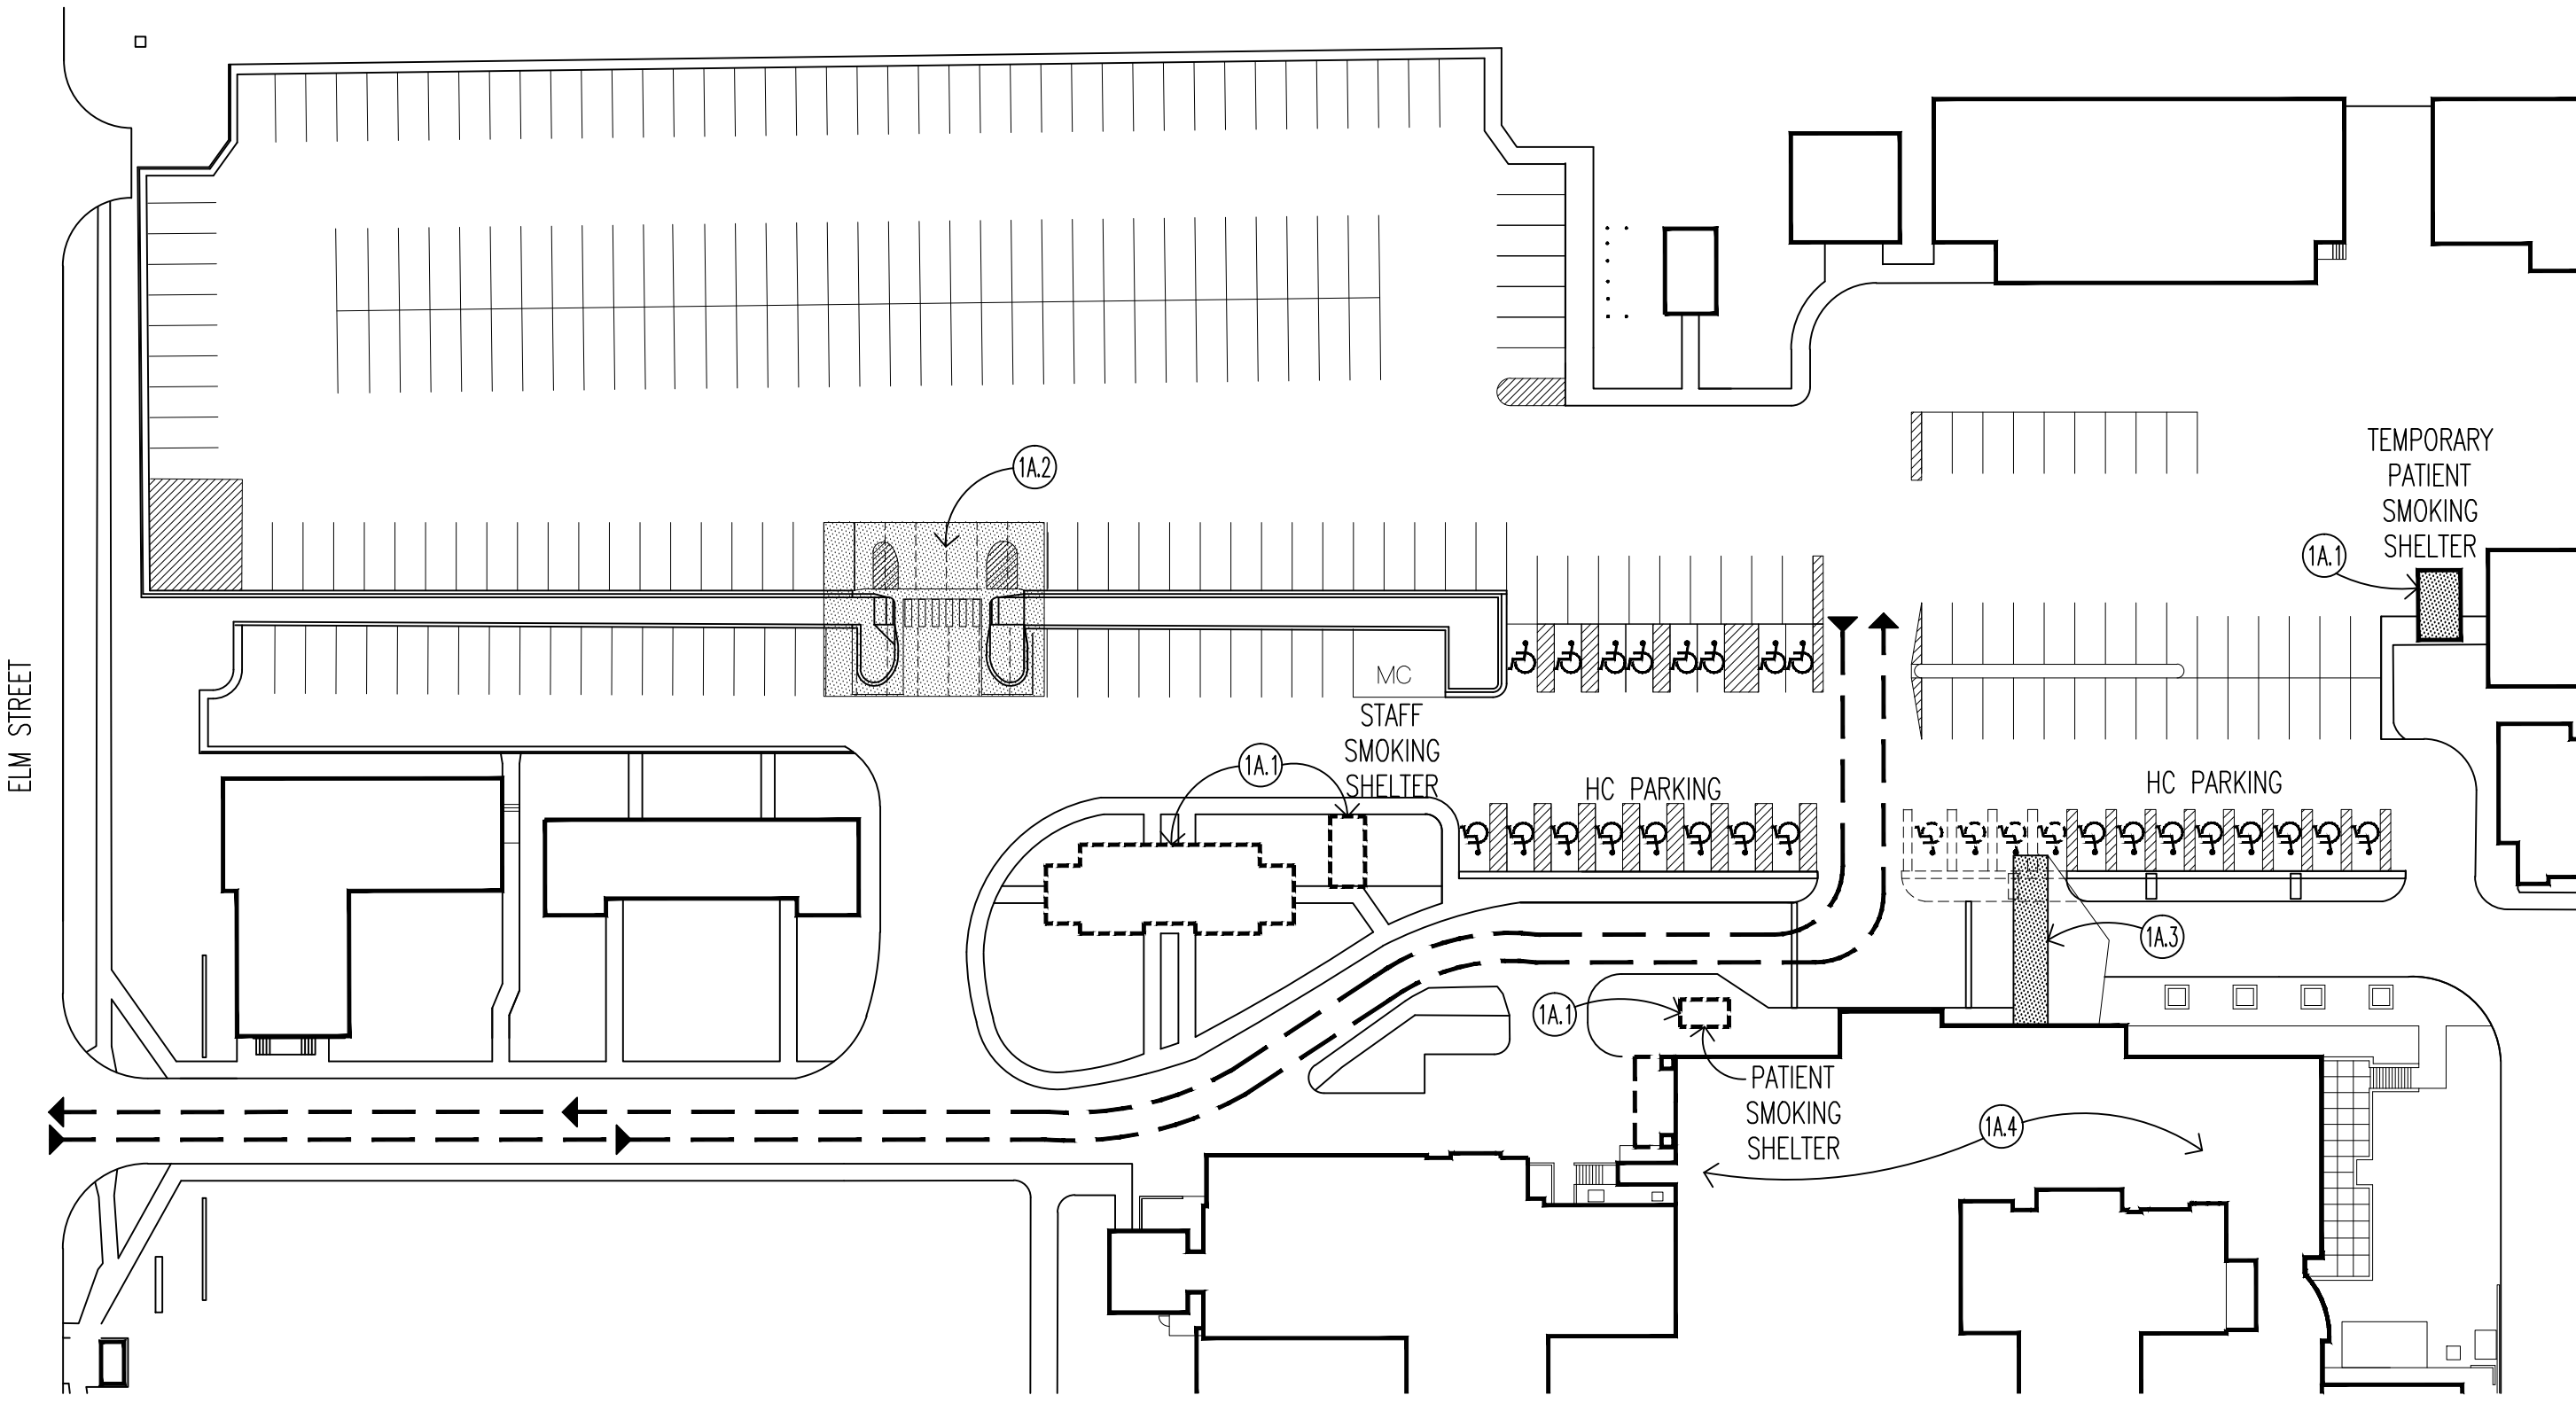 TEMPORARY
PATIENT
SMOKING
SHELTER
1A.2
1A.1
ELM STREET
MC
STAFF
SMOKING
SHELTER
1A.1
HC PARKING
HC PARKING
1A.3
1A.1
PATIENT
SMOKING
SHELTER
1A.4